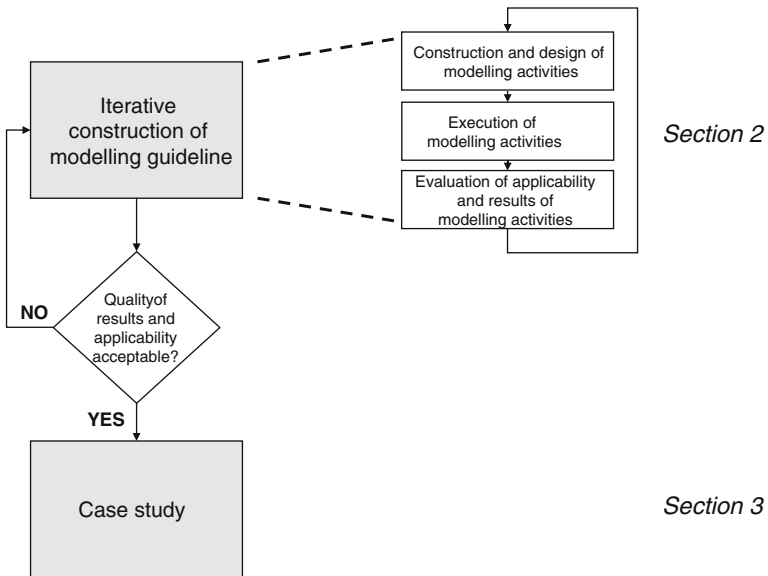 Iterative
construction of
modelling guideline
Construction and design of
modelling activities
Execution of
modelling activities
Evaluation of applicability
and results of
modelling activities
Section 2
NO
Qualityof
results and
applicability
acceptable?
YES
Case study
Section 3